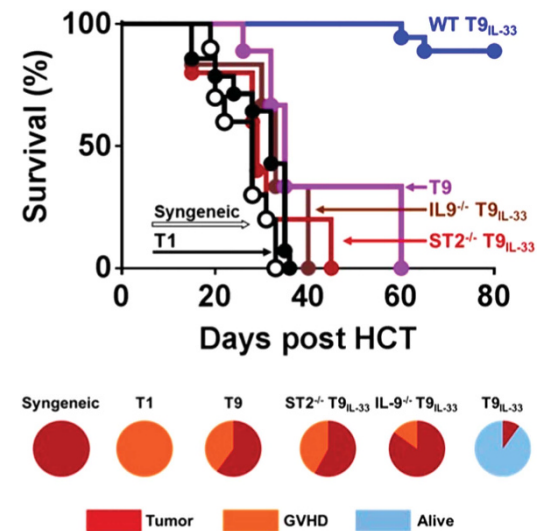 Survival (%)
100
50
0
WT T9IL-33
T9
IL9-/- T9IL-33
ST2-/- T9IL-33
Syngeneic
T1
0 20 40 60 80
Days post HCT
Syngeneic T1 T9 ST2-/- T9IL-33 IL-9-/- T9IL-33 T9IL-33
Tumor GVHD Alive